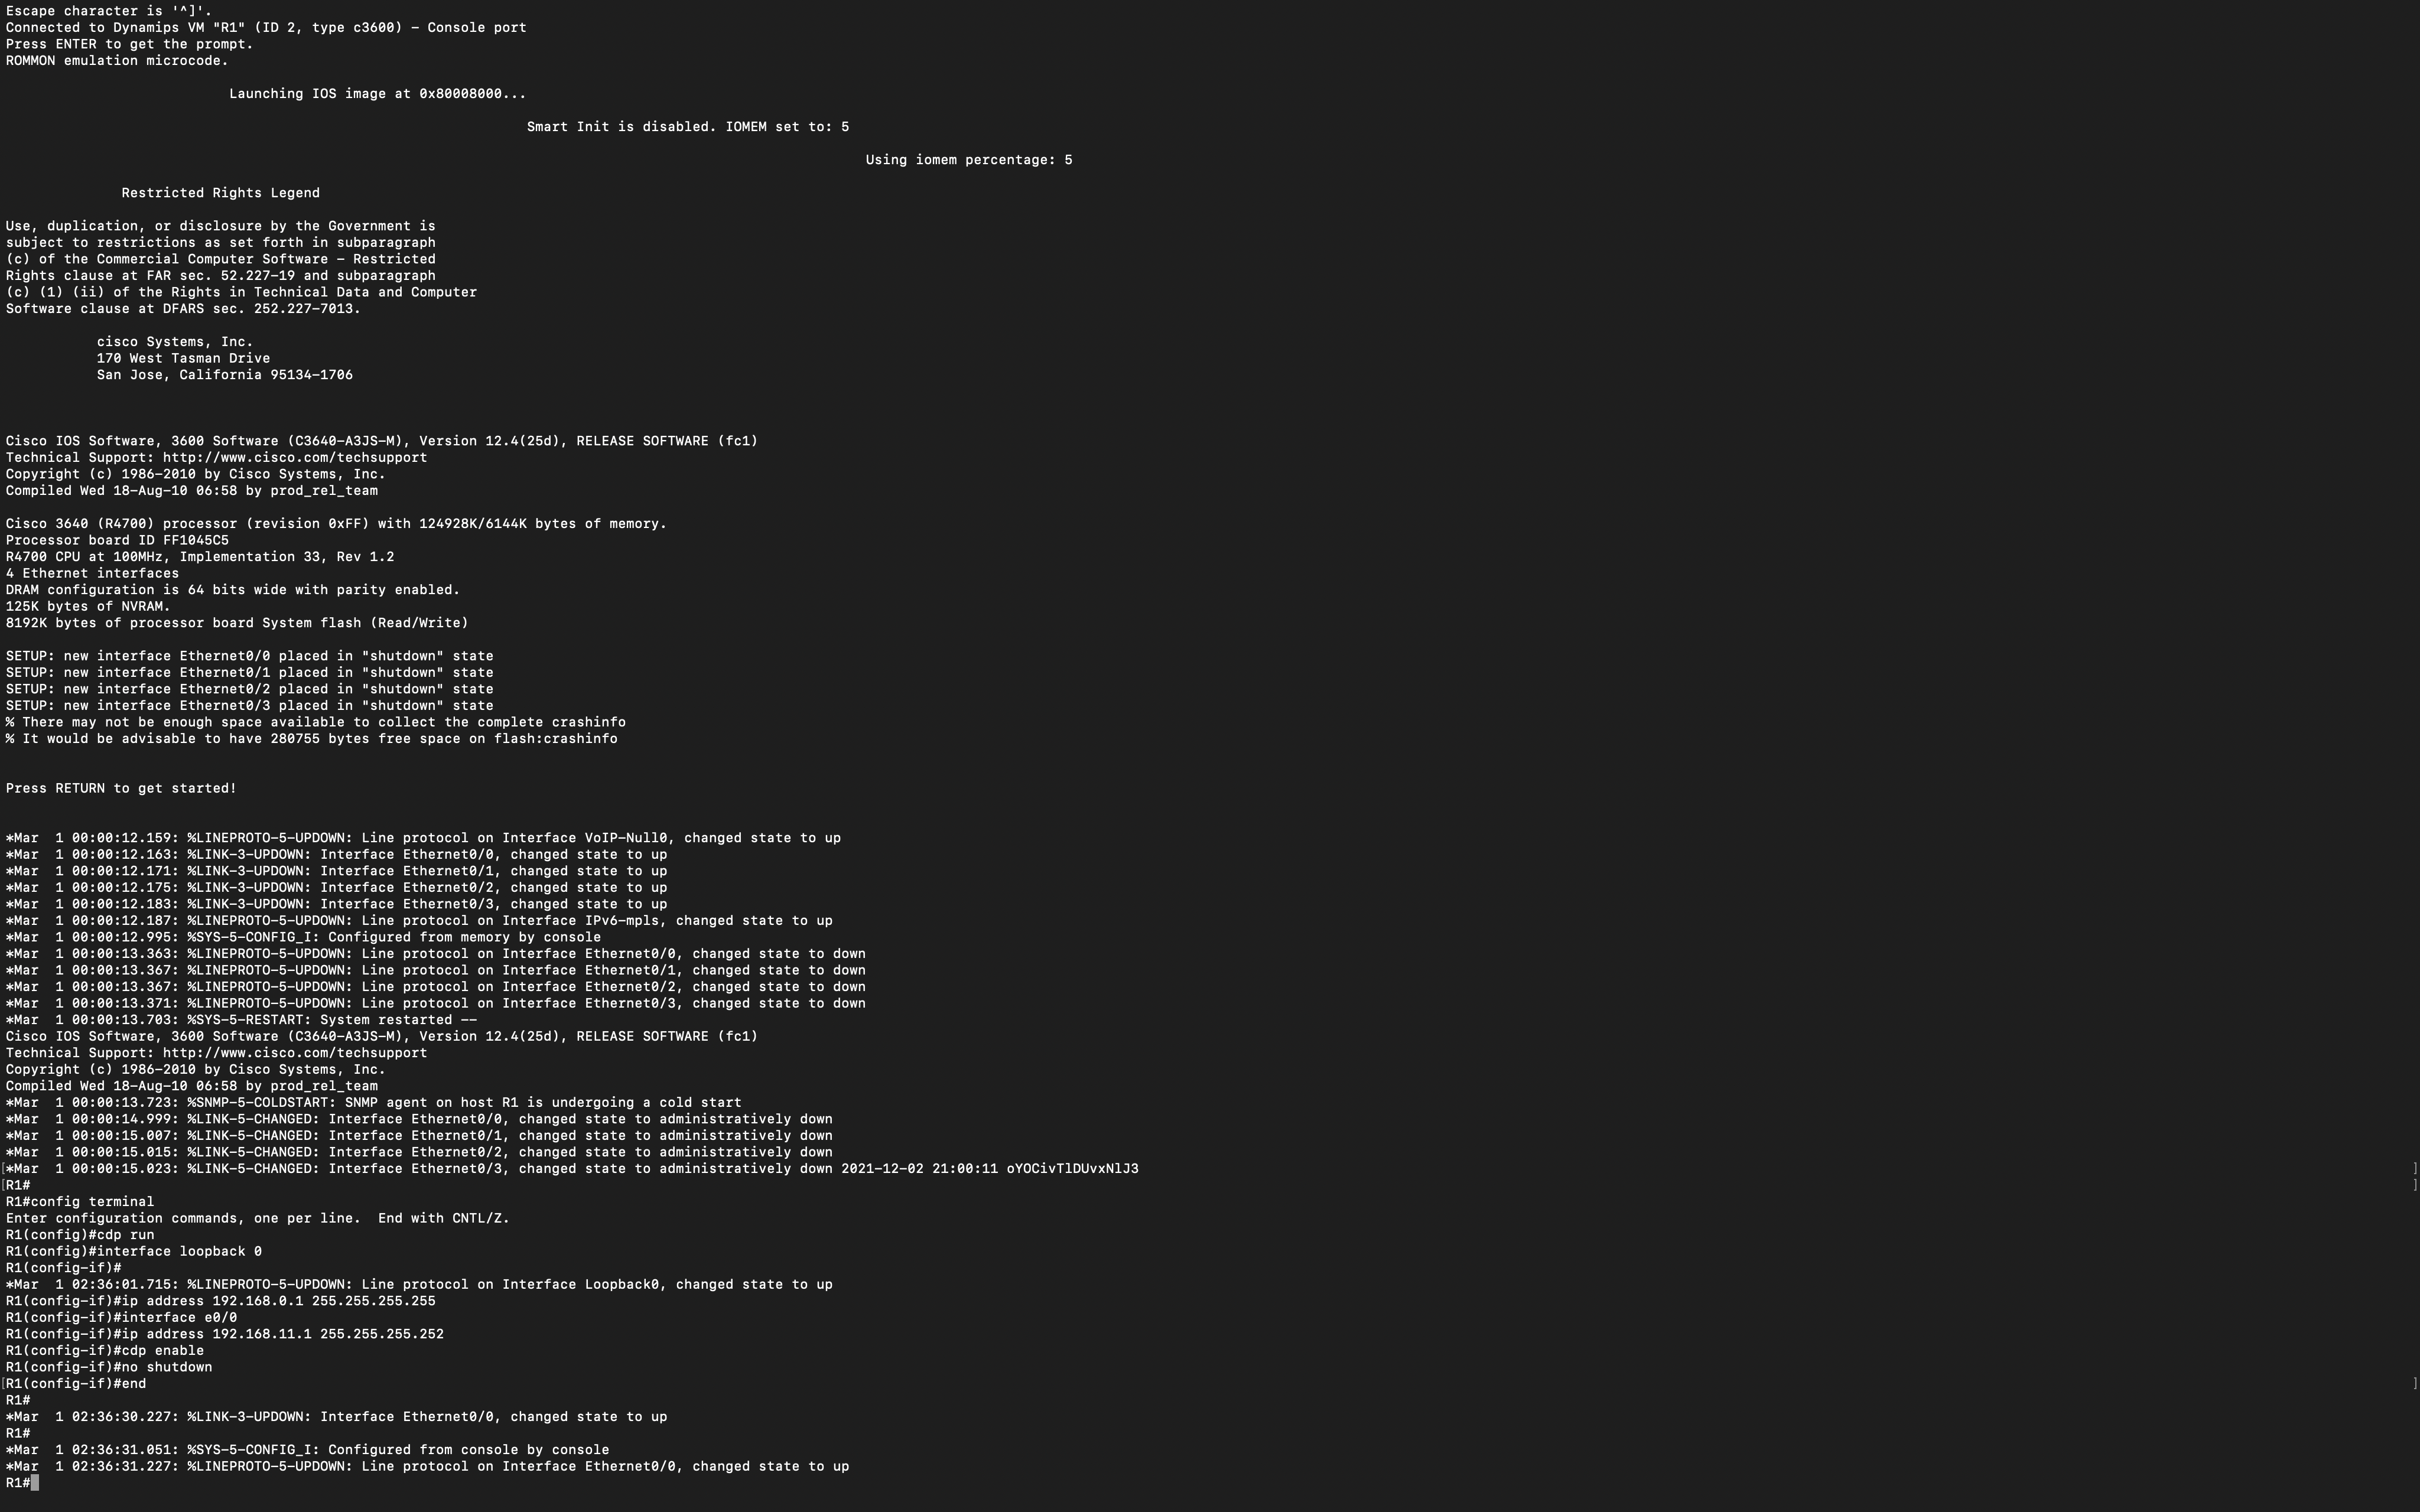 Escape character is '^]'.
Connected to Dynamips VM "R1" (ID 2, type c3600) - Console port
Press ENTER to get the prompt.
ROMMON emulation microcode.
Launching IOS image at 0x80008000...
Smart Init is disabled. IOMEM set to: 5
Using iomem percentage: 5
Restricted Rights Legend
Use, duplication, or disclosure by the Government is
subject to restrictions as set forth in subparagraph
(c) of the Commercial Computer Software - Restricted
Rights clause at FAR sec. 52.227-19 and subparagraph
(c) (1) (ii) of the Rights in Technical Data and Computer
Software clause at DFARS sec. 252.227-7013.
cisco Systems, Inc.
170 West Tasman Drive
San Jose, California 95134-1706
Cisco IOS Software, 3600 Software (C3640-A3JS-M), Version 12.4(25d), RELEASE SOFTWARE (fc1)
Technical Support: http://www.cisco.com/techsupport
Copyright (c) 1986-2010 by Cisco Systems, Inc.
Compiled Wed 18-Aug-10 06:58 by prod_rel_team
Cisco 3640 (R4700) processor (revision 0xFF) with 124928K/6144K bytes of memory.
Processor board ID FF1045C5
R4700 CPU at 100MHz, Implementation 33, Rev 1.2
4 Ethernet interfaces
DRAM configuration is 64 bits wide with parity enabled.
125K bytes of NVRAM.
8192K bytes of processor board System flash (Read/Write)
SETUP: new interface Ethernet0/0 placed in "shutdown" state
SETUP: new interface Ethernet0/1 placed in "shutdown" state
SETUP: new interface Ethernet0/2 placed in "shutdown" state
SETUP: new interface Ethernet0/3 placed in "shutdown" state
% There may not be enough space available to collect the complete crashinfo
% It would be advisable to have 280755 bytes free space on flash:crashinfo
Press RETURN to get started!
*Mar  1 00:00:12.159: %LINEPROTO-5-UPDOWN: Line protocol on Interface VoIP-Null0, changed state to up
*Mar  1 00:00:12.163: %LINK-3-UPDOWN: Interface Ethernet0/0, changed state to up
*Mar  1 00:00:12.171: %LINK-3-UPDOWN: Interface Ethernet0/1, changed state to up
*Mar  1 00:00:12.175: %LINK-3-UPDOWN: Interface Ethernet0/2, changed state to up
*Mar  1 00:00:12.183: %LINK-3-UPDOWN: Interface Ethernet0/3, changed state to up
*Mar  1 00:00:12.187: %LINEPROTO-5-UPDOWN: Line protocol on Interface IPv6-mpls, changed state to up
*Mar  1 00:00:12.995: %SYS-5-CONFIG_I: Configured from memory by console
*Mar  1 00:00:13.363: %LINEPROTO-5-UPDOWN: Line protocol on Interface Ethernet0/0, changed state to down
*Mar  1 00:00:13.367: %LINEPROTO-5-UPDOWN: Line protocol on Interface Ethernet0/1, changed state to down
*Mar  1 00:00:13.367: %LINEPROTO-5-UPDOWN: Line protocol on Interface Ethernet0/2, changed state to down
*Mar  1 00:00:13.371: %LINEPROTO-5-UPDOWN: Line protocol on Interface Ethernet0/3, changed state to down
*Mar  1 00:00:13.703: %SYS-5-RESTART: System restarted --
Cisco IOS Software, 3600 Software (C3640-A3JS-M), Version 12.4(25d), RELEASE SOFTWARE (fc1)
Technical Support: http://www.cisco.com/techsupport
Copyright (c) 1986-2010 by Cisco Systems, Inc.
Compiled Wed 18-Aug-10 06:58 by prod_rel_team
*Mar  1 00:00:13.723: %SNMP-5-COLDSTART: SNMP agent on host R1 is undergoing a cold start
*Mar  1 00:00:14.999: %LINK-5-CHANGED: Interface Ethernet0/0, changed state to administratively down
*Mar  1 00:00:15.007: %LINK-5-CHANGED: Interface Ethernet0/1, changed state to administratively down
*Mar  1 00:00:15.015: %LINK-5-CHANGED: Interface Ethernet0/2, changed state to administratively down
[*Mar  1 00:00:15.023: %LINK-5-CHANGED: Interface Ethernet0/3, changed state to administratively down 2021-12-02 21:00:11 oYOCivTlDUvxNlJ3 ]
[R1# ]
R1#config terminal
Enter configuration commands, one per line.  End with CNTL/Z.
R1(config)#cdp run
R1(config)#interface loopback 0
R1(config-if)#
*Mar  1 02:36:01.715: %LINEPROTO-5-UPDOWN: Line protocol on Interface Loopback0, changed state to up
R1(config-if)#ip address 192.168.0.1 255.255.255.255
R1(config-if)#interface e0/0
R1(config-if)#ip address 192.168.11.1 255.255.255.252
R1(config-if)#cdp enable
R1(config-if)#no shutdown
[R1(config-if)#end ]
R1#
*Mar  1 02:36:30.227: %LINK-3-UPDOWN: Interface Ethernet0/0, changed state to up
R1#
*Mar  1 02:36:31.051: %SYS-5-CONFIG_I: Configured from console by console
*Mar  1 02:36:31.227: %LINEPROTO-5-UPDOWN: Line protocol on Interface Ethernet0/0, changed state to up
R1#